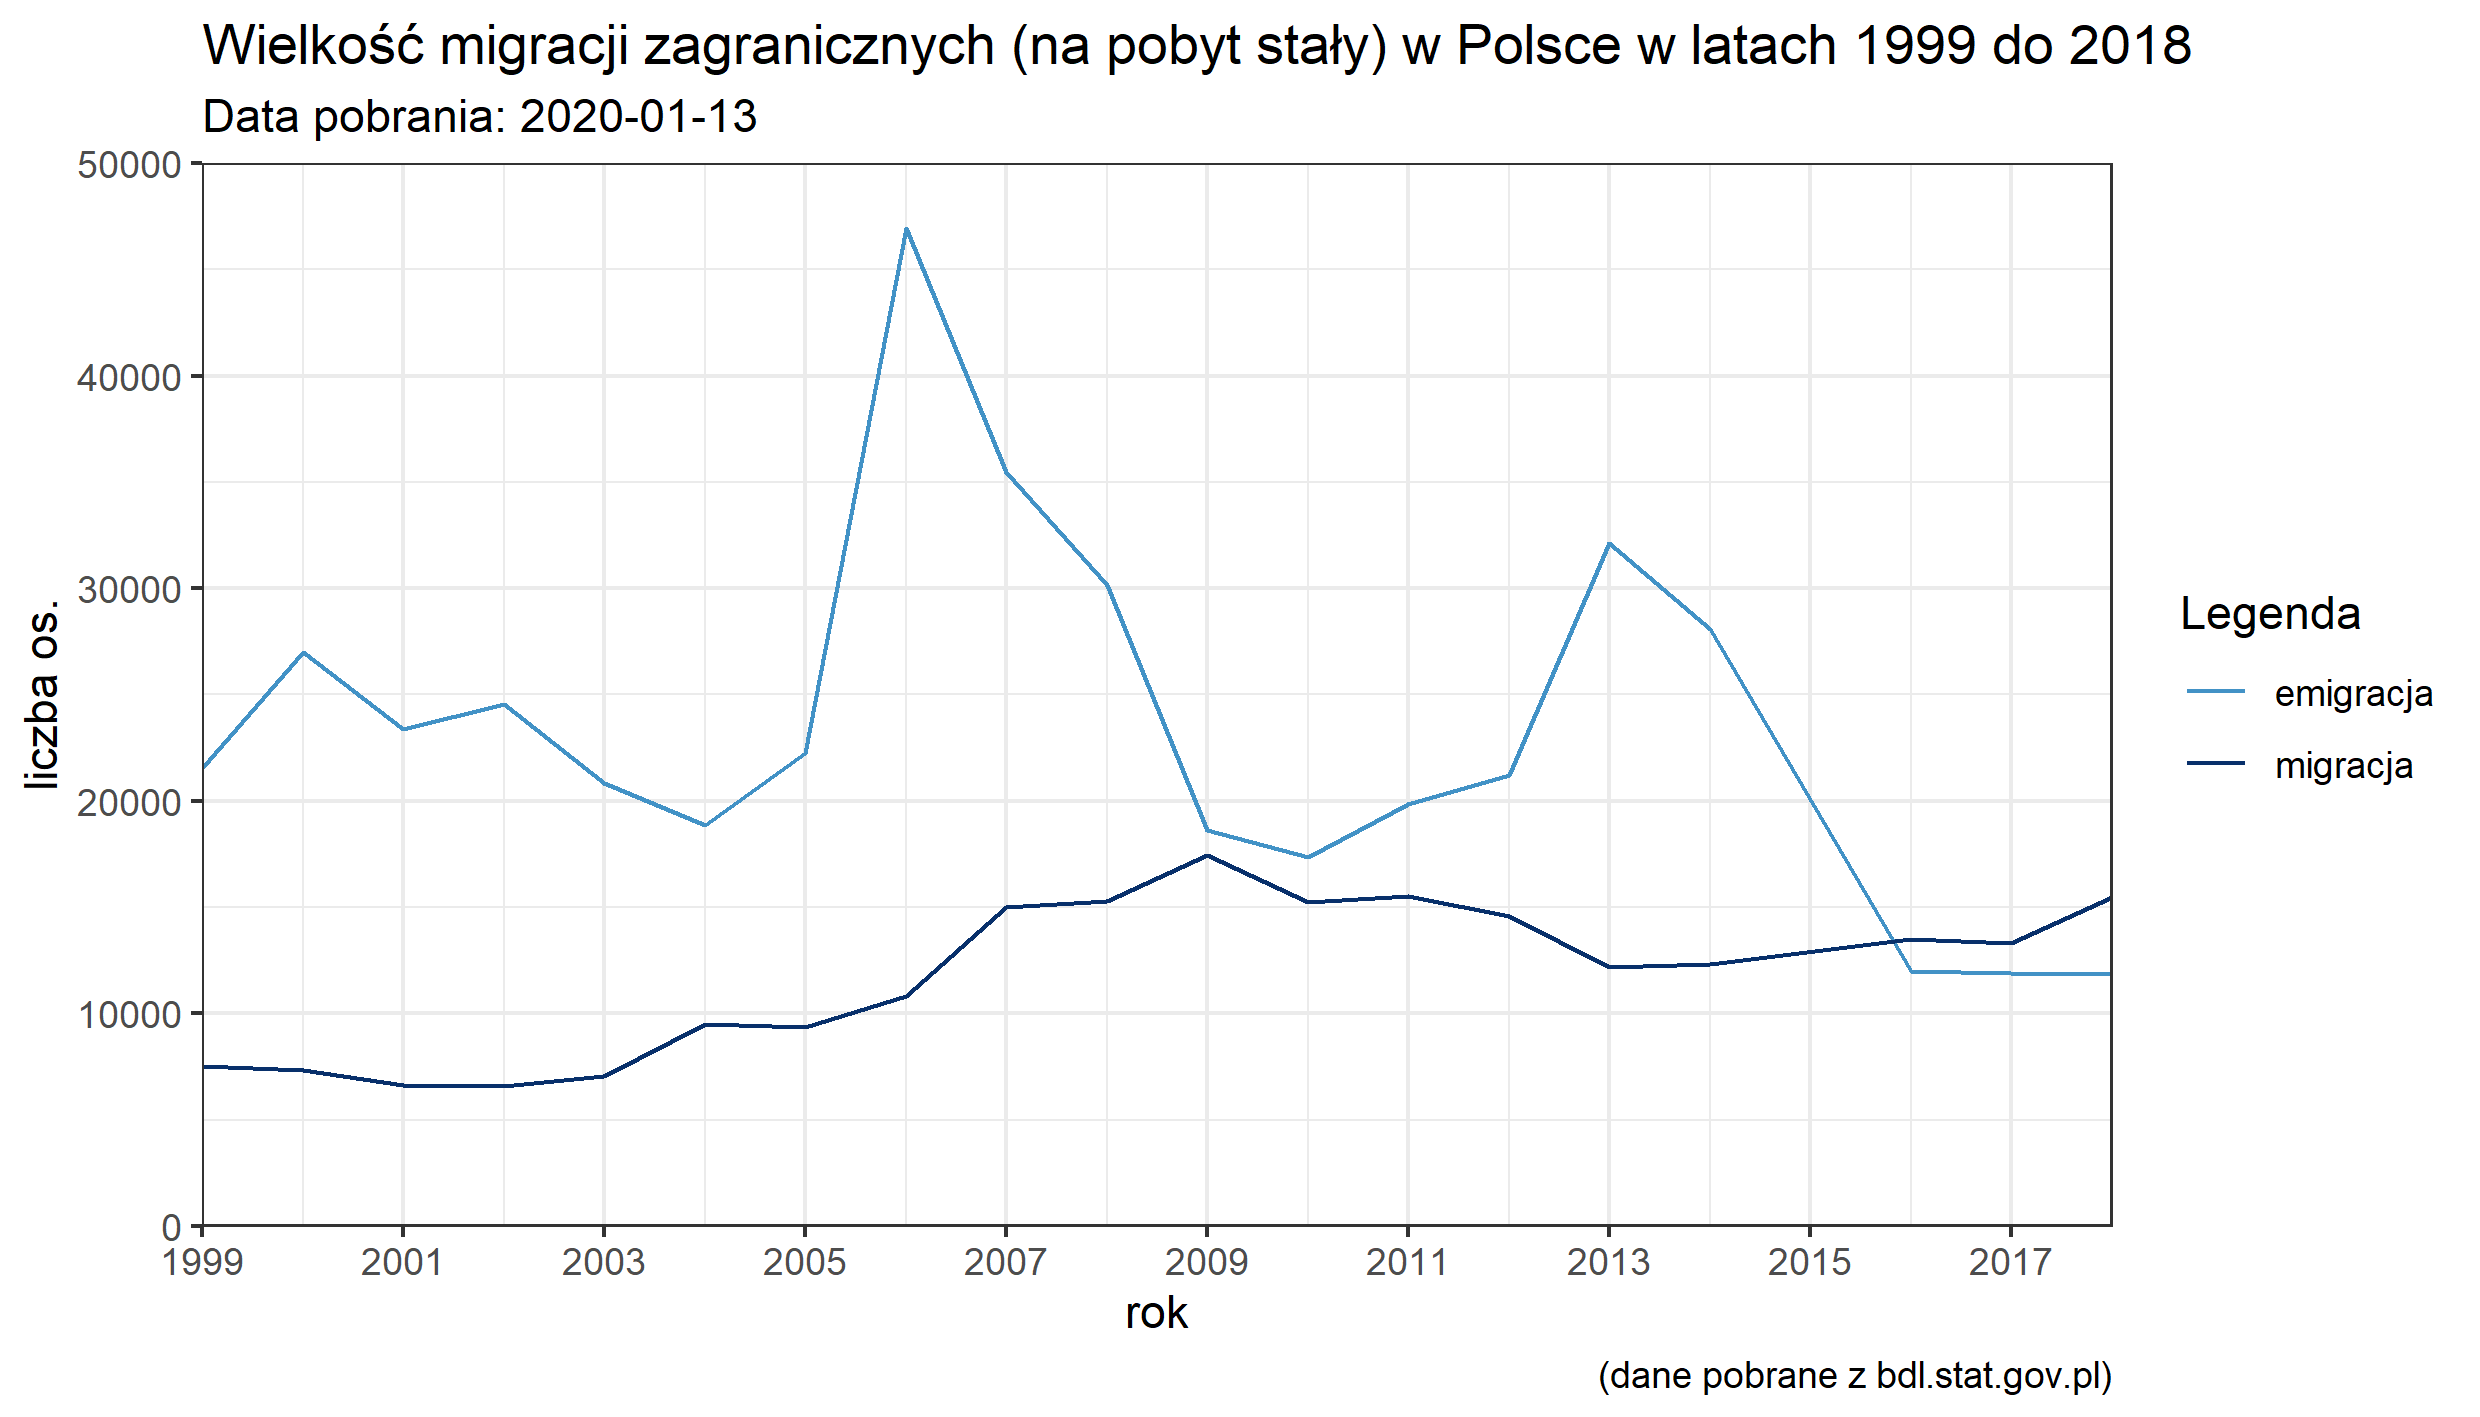 Wielkość migracji zagranicznych (na pobyt stały) w Polsce w latach 1999 do 2018
Data pobrania: 2020-01-13
50000
40000
30000
20000
10000
0
liczba os.
1999 2001 2003 2005 2007 2009 2011 2013 2015 2017
rok
Legenda
emigracja
migracja
(dane pobrane z bdl.stat.gov.pl)